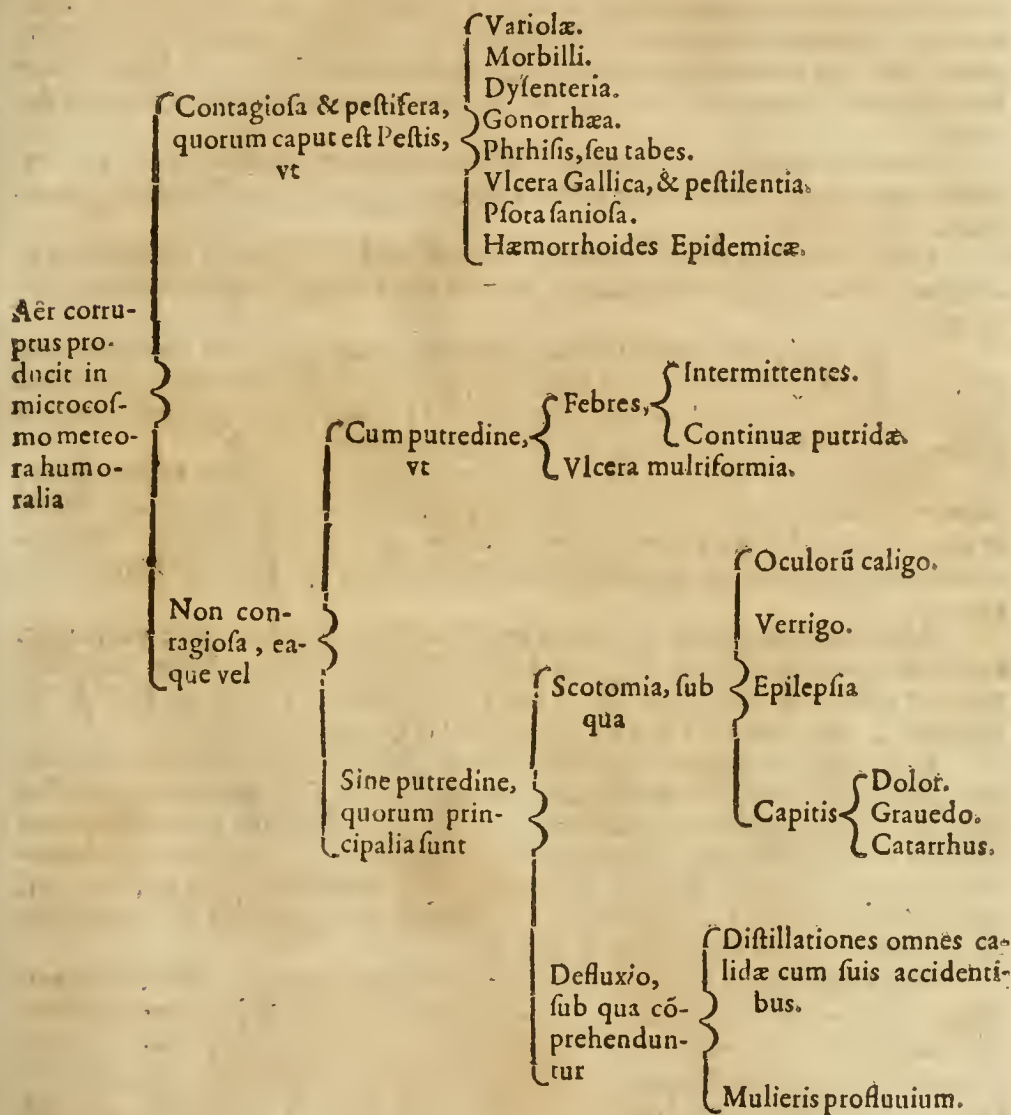 Aêr corru-
ptus pro-
ducit in
microcoſ-
mo meteo-
ra humo-
ralia
Contagioſa & peſtifera,
quorum caput eſt Peſtis,
vt
Variolæ.
Morbilli.
Dyſenteria.
Gonorrhæa.
Phrhiſis, ſeu tabes.
Vlcera Gallica, & peſtilentia.
Pſota ſanioſa.
Hæmorrhoides Epidemicæ.
Non con-
ragioſa, ea-
que vel
Cum putredine,
vt
Febres,
Intermittentes.
Continuæ putridæ.
Vlcera multiformia.
Sine putredine,
quorum prin-
cipalia ſunt
Scotomia, ſub
qua
Oculorū caligo.
Verrigo.
Epilepſia
Capitis
Dolor.
Grauedo.
Catarrhus.
Defluxio,
ſub qua cō-
prehendun-
tur
Diſtillationes omnes ca-
lidæ cum ſuis accidenti-
bus.
Mulieris profluuium.